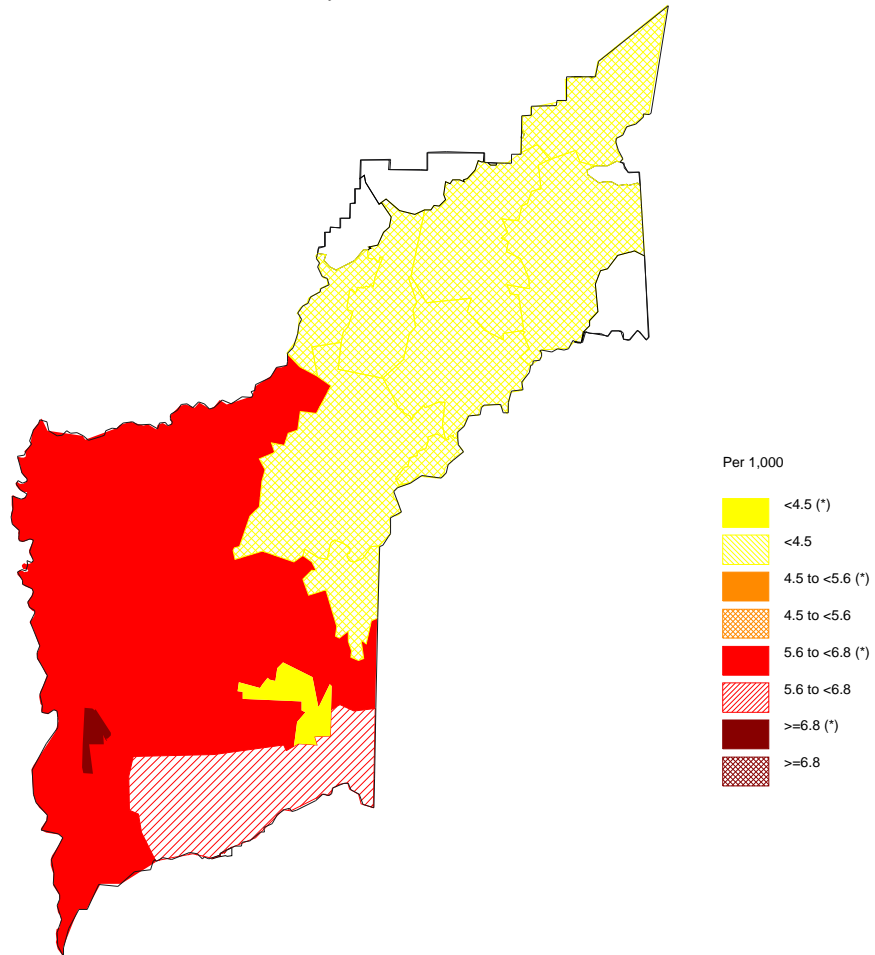 Per 1,000
<4.5 (*)
<4.5
4.5 to <5.6 (*)
4.5 to <5.6
5.6 to <6.8 (*)
5.6 to <6.8
>=6.8 (*)
>=6.8